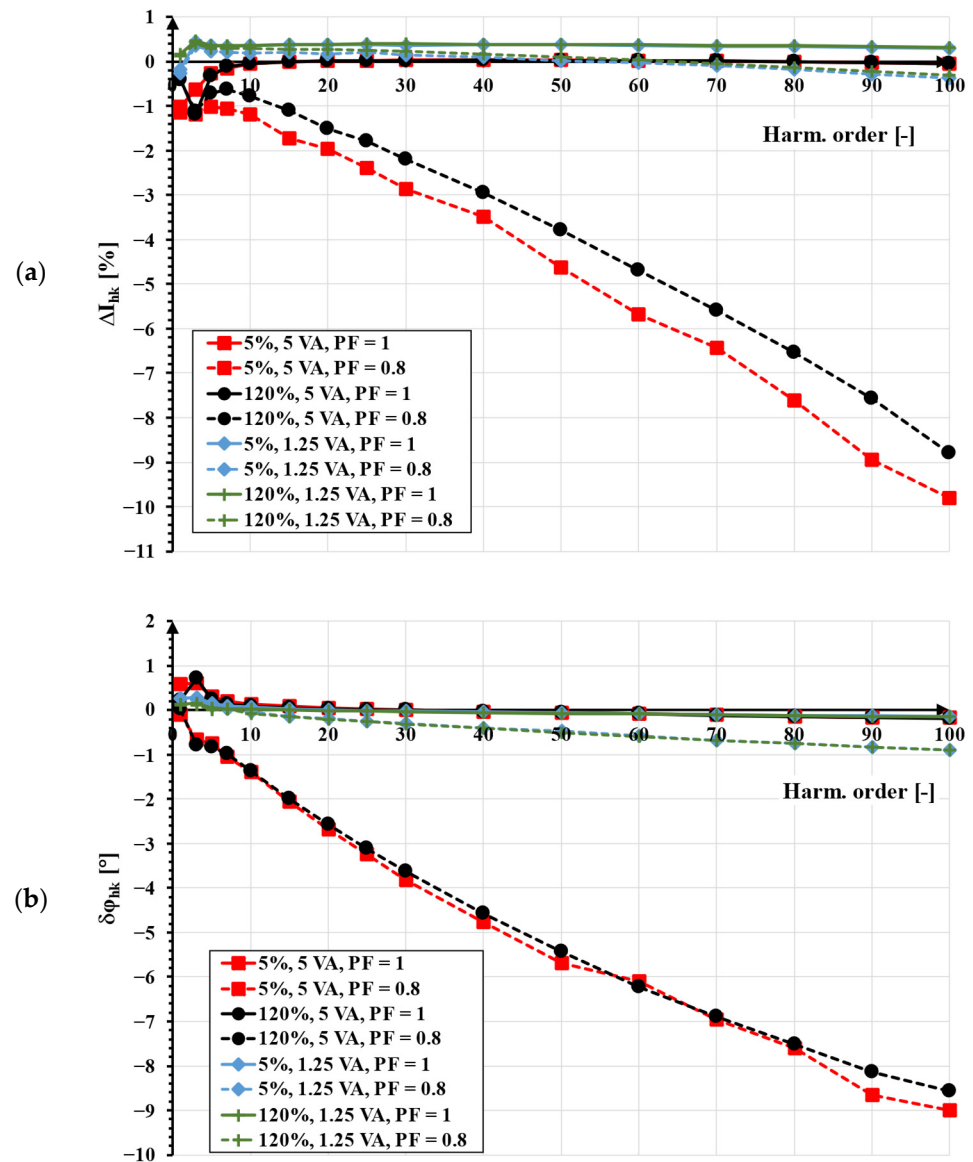 1
0
0 10 20 30 40 50 60 70 80 90 100
−1
Harm. order [-]
−2
−3
−4
(a)
ΔI_hk [%]
−5
−6
−7
−8
−9
−10
−11
5%, 5 VA, PF = 1
5%, 5 VA, PF = 0.8
120%, 5 VA, PF = 1
120%, 5 VA, PF = 0.8
5%, 1.25 VA, PF = 1
5%, 1.25 VA, PF = 0.8
120%, 1.25 VA, PF = 1
120%, 1.25 VA, PF = 0.8
2
1
0
0 10 20 30 40 50 60 70 80 90 100
−1
Harm. order [-]
−2
−3
−4
(b)
δφ_hk [°]
−5
−6
−7
−8
−9
−10
5%, 5 VA, PF = 1
5%, 5 VA, PF = 0.8
120%, 5 VA, PF = 1
120%, 5 VA, PF = 0.8
5%, 1.25 VA, PF = 1
5%, 1.25 VA, PF = 0.8
120%, 1.25 VA, PF = 1
120%, 1.25 VA, PF = 0.8